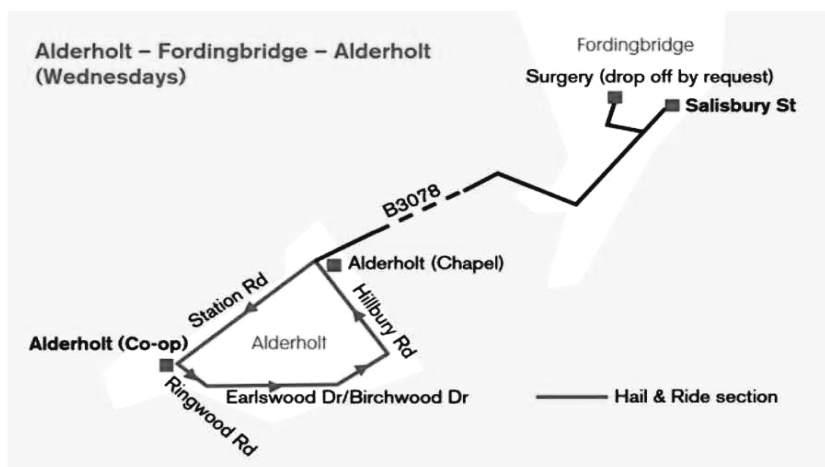 Alderholt – Fordingbridge – Alderholt
(Wednesdays)
Fordingbridge
Surgery (drop off by request)
Salisbury St
B3078
Alderholt (Chapel)
Station Rd
Hillbury Rd
Alderholt (Co-op)
Alderholt
Ringwood Rd
Earlswood Dr/Birchwood Dr
Hail & Ride section